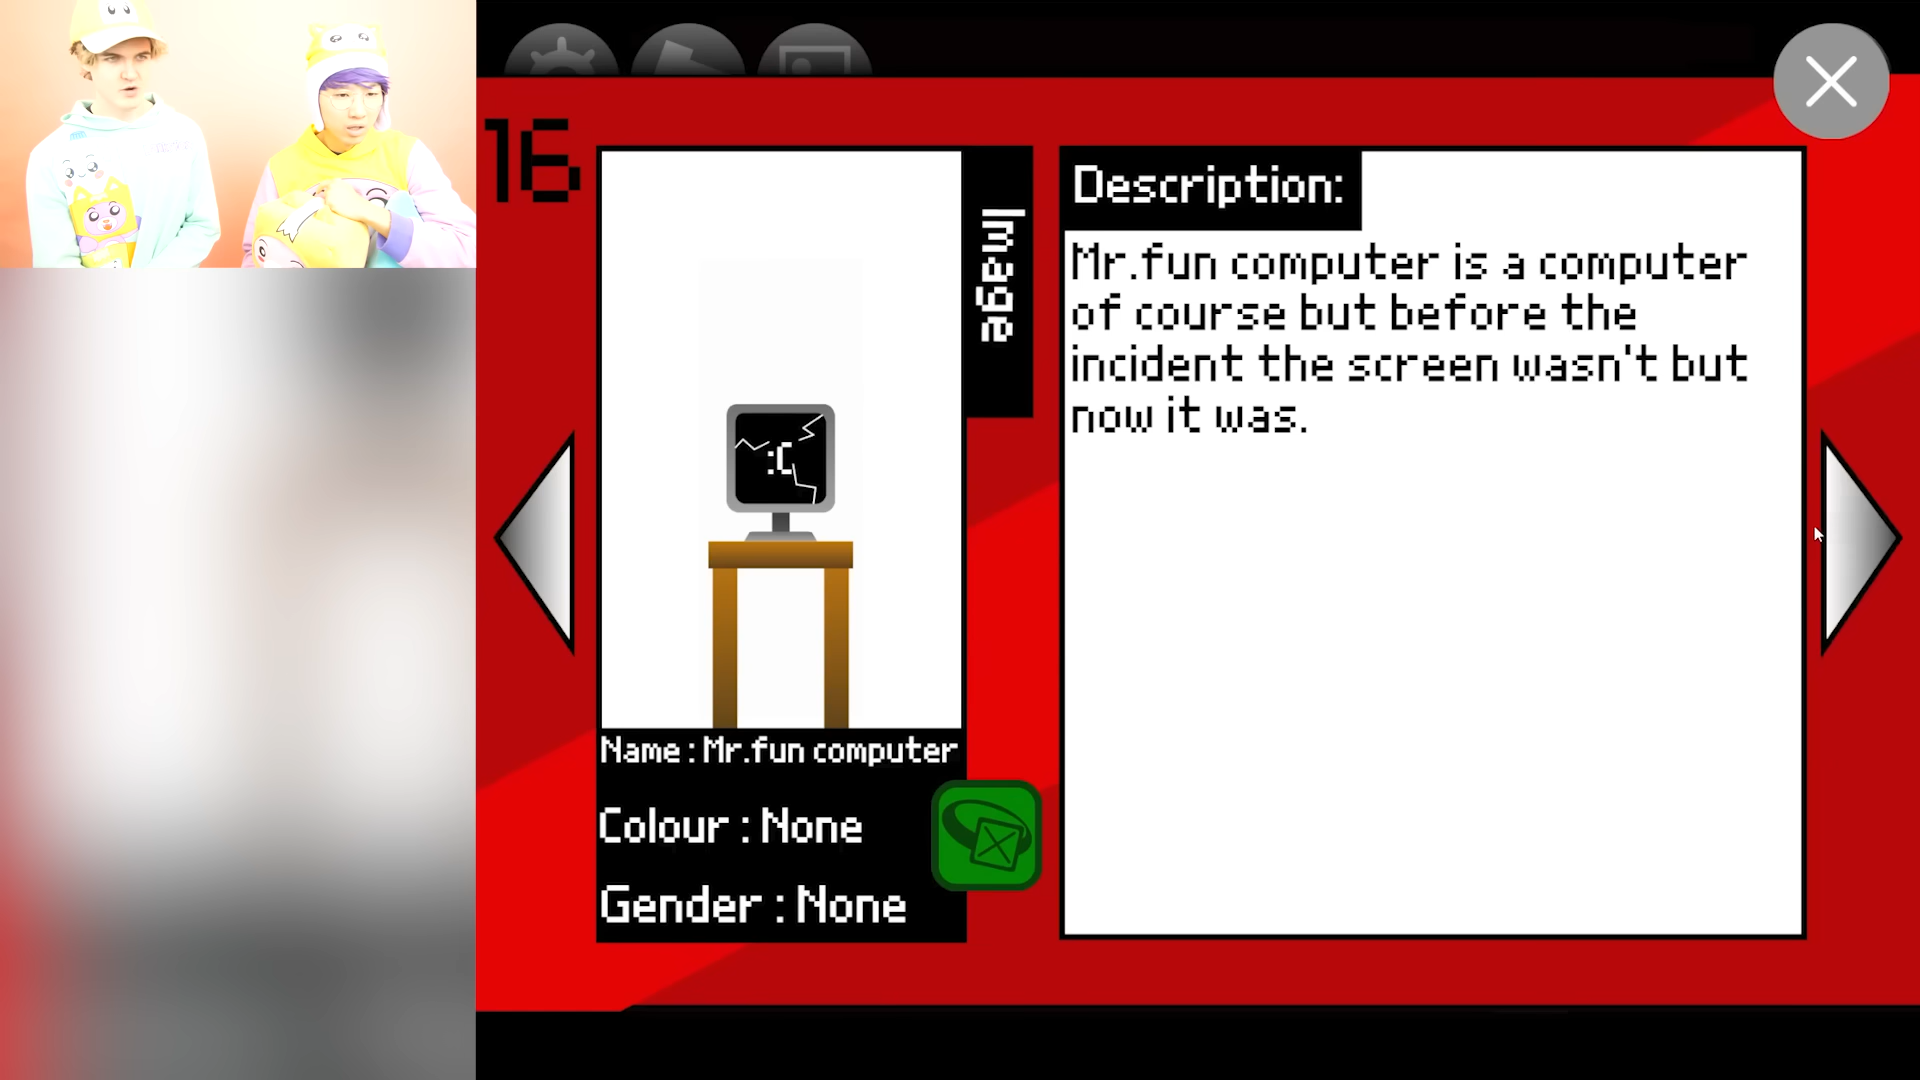 16
Image
Description:
Mr.fun computer is a computer
of course but before the
incident the screen wasn't but
now it was.
:C
Name : Mr.fun computer
Colour : None
Gender : None